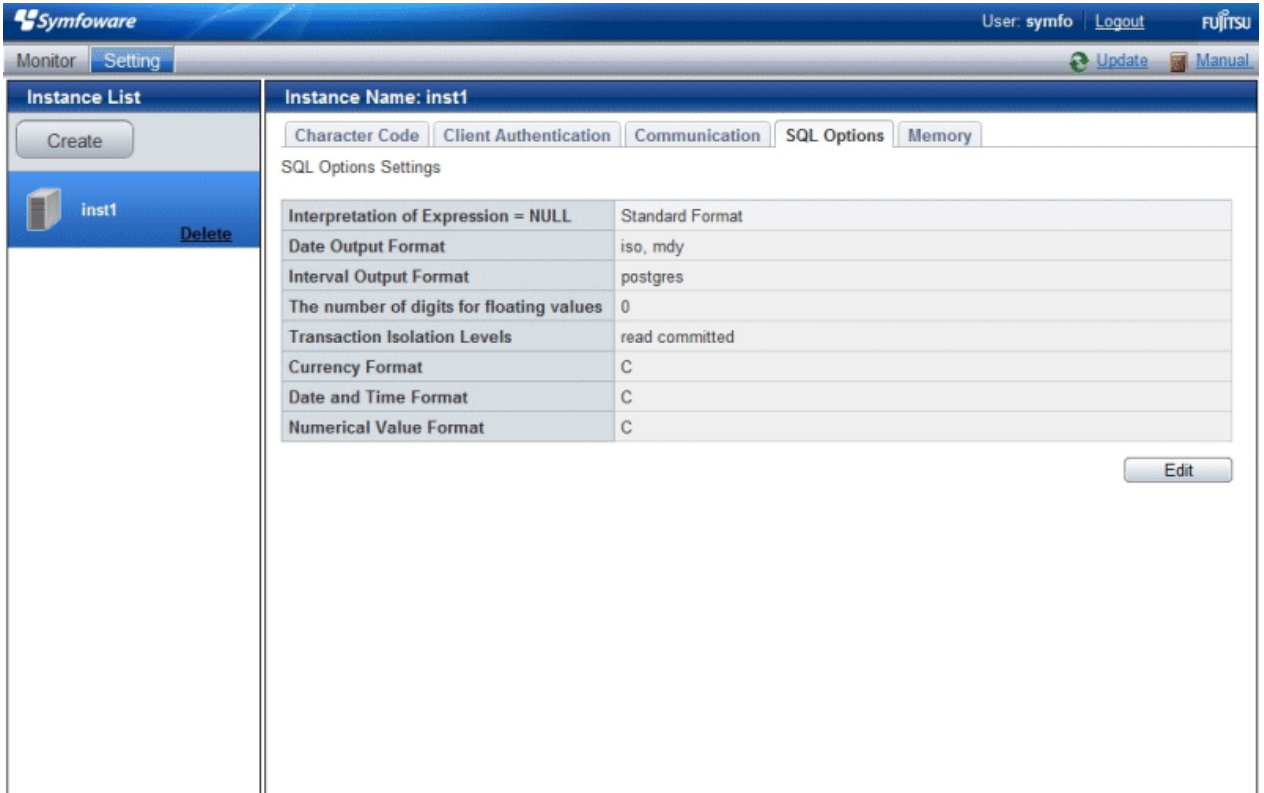 Symfoware User: symfo Logout FUJITSU
Monitor Setting Update Manual
Instance List
Create
inst1
Delete
Instance Name: inst1
Character Code Client Authentication Communication SQL Options Memory
SQL Options Settings
Interpretation of Expression = NULL Standard Format
Date Output Format iso, mdy
Interval Output Format postgres
The number of digits for floating values 0
Transaction Isolation Levels read committed
Currency Format C
Date and Time Format C
Numerical Value Format C
Edit